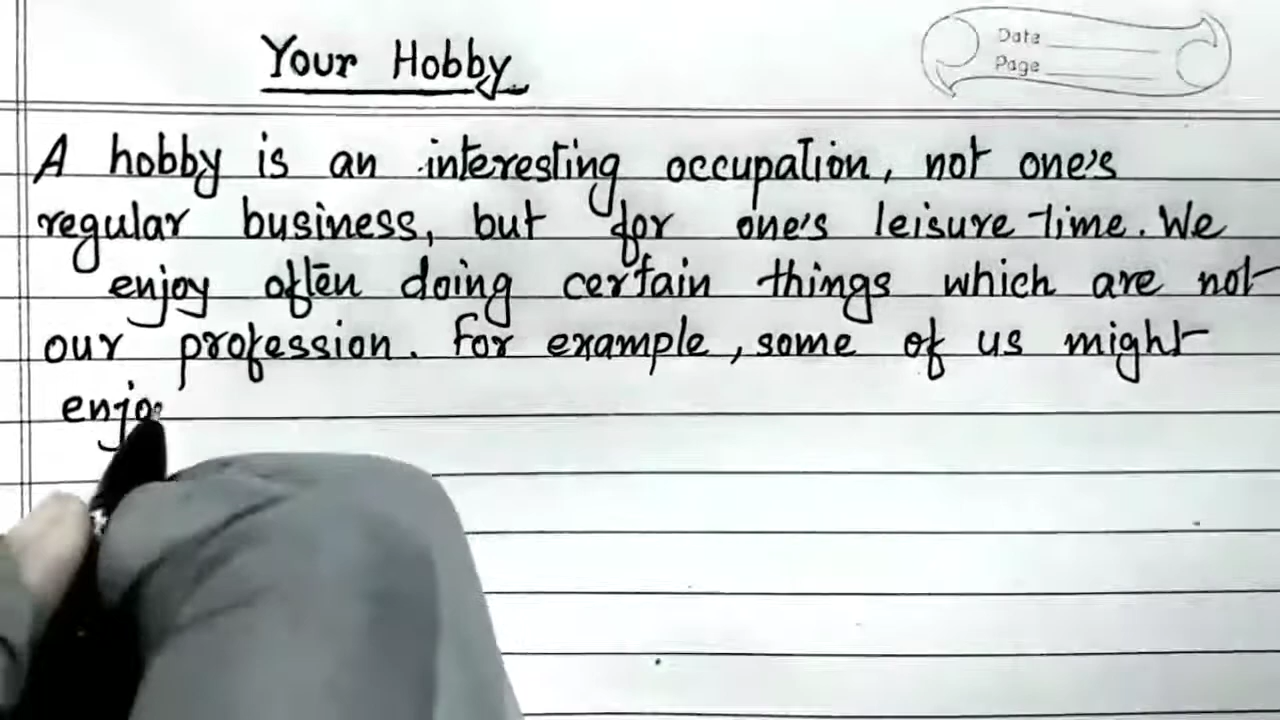 Your Hobby
Date
Page
A hobby is an interesting occupation, not one's
regular business, but for one's leisure time. We
enjoy often doing certain things which are not
our profession. For example, some of us might
enjo